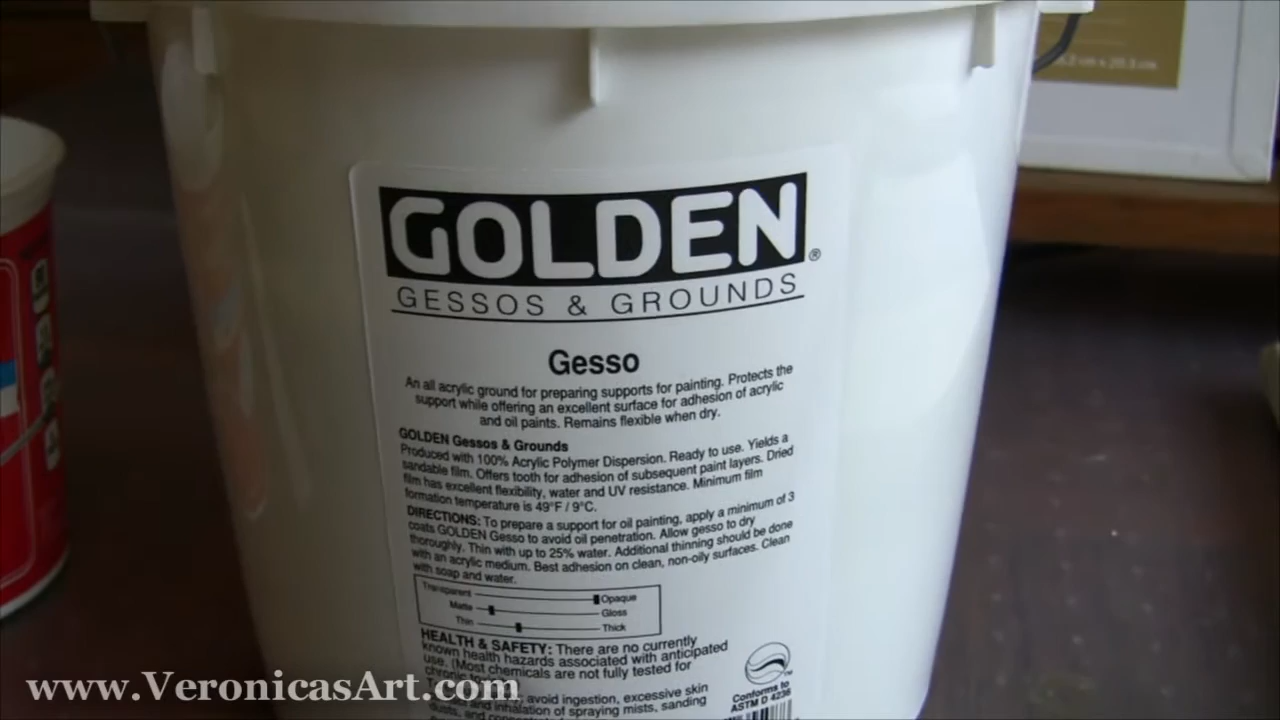 GOLDEN®
GESSOS & GROUNDS
Gesso
An all acrylic ground for preparing supports for painting. Protects the
support while offering an excellent surface for adhesion of acrylic
and oil paints. Remains flexible when dry.
GOLDEN Gessos & Grounds
Produced with 100% Acrylic Polymer Dispersion. Ready to use. Yields a
sandable film. Offers tooth for adhesion of subsequent paint layers. Dried
film has excellent flexibility, water and UV resistance. Minimum film
formation temperature is 49°F / 9°C.
DIRECTIONS: To prepare a support for oil painting, apply a minimum of 3
coats GOLDEN Gesso to avoid oil penetration. Allow gesso to dry
thoroughly. Thin with up to 25% water. Additional thinning should be done
with an acrylic medium. Best adhesion on clean, non-oily surfaces. Clean
with soap and water.
Transparent Opaque
Matte Gloss
Thin Thick
HEALTH & SAFETY: There are no currently
known health hazards associated with anticipated
use. (Most chemicals are not fully tested for
chronic
avoid ingestion, excessive skin
and inhalation of spraying mists, sanding
dusts, and
Conforms to
ASTM D 4236
x 20.3 cm
www.VeronicasArt.com